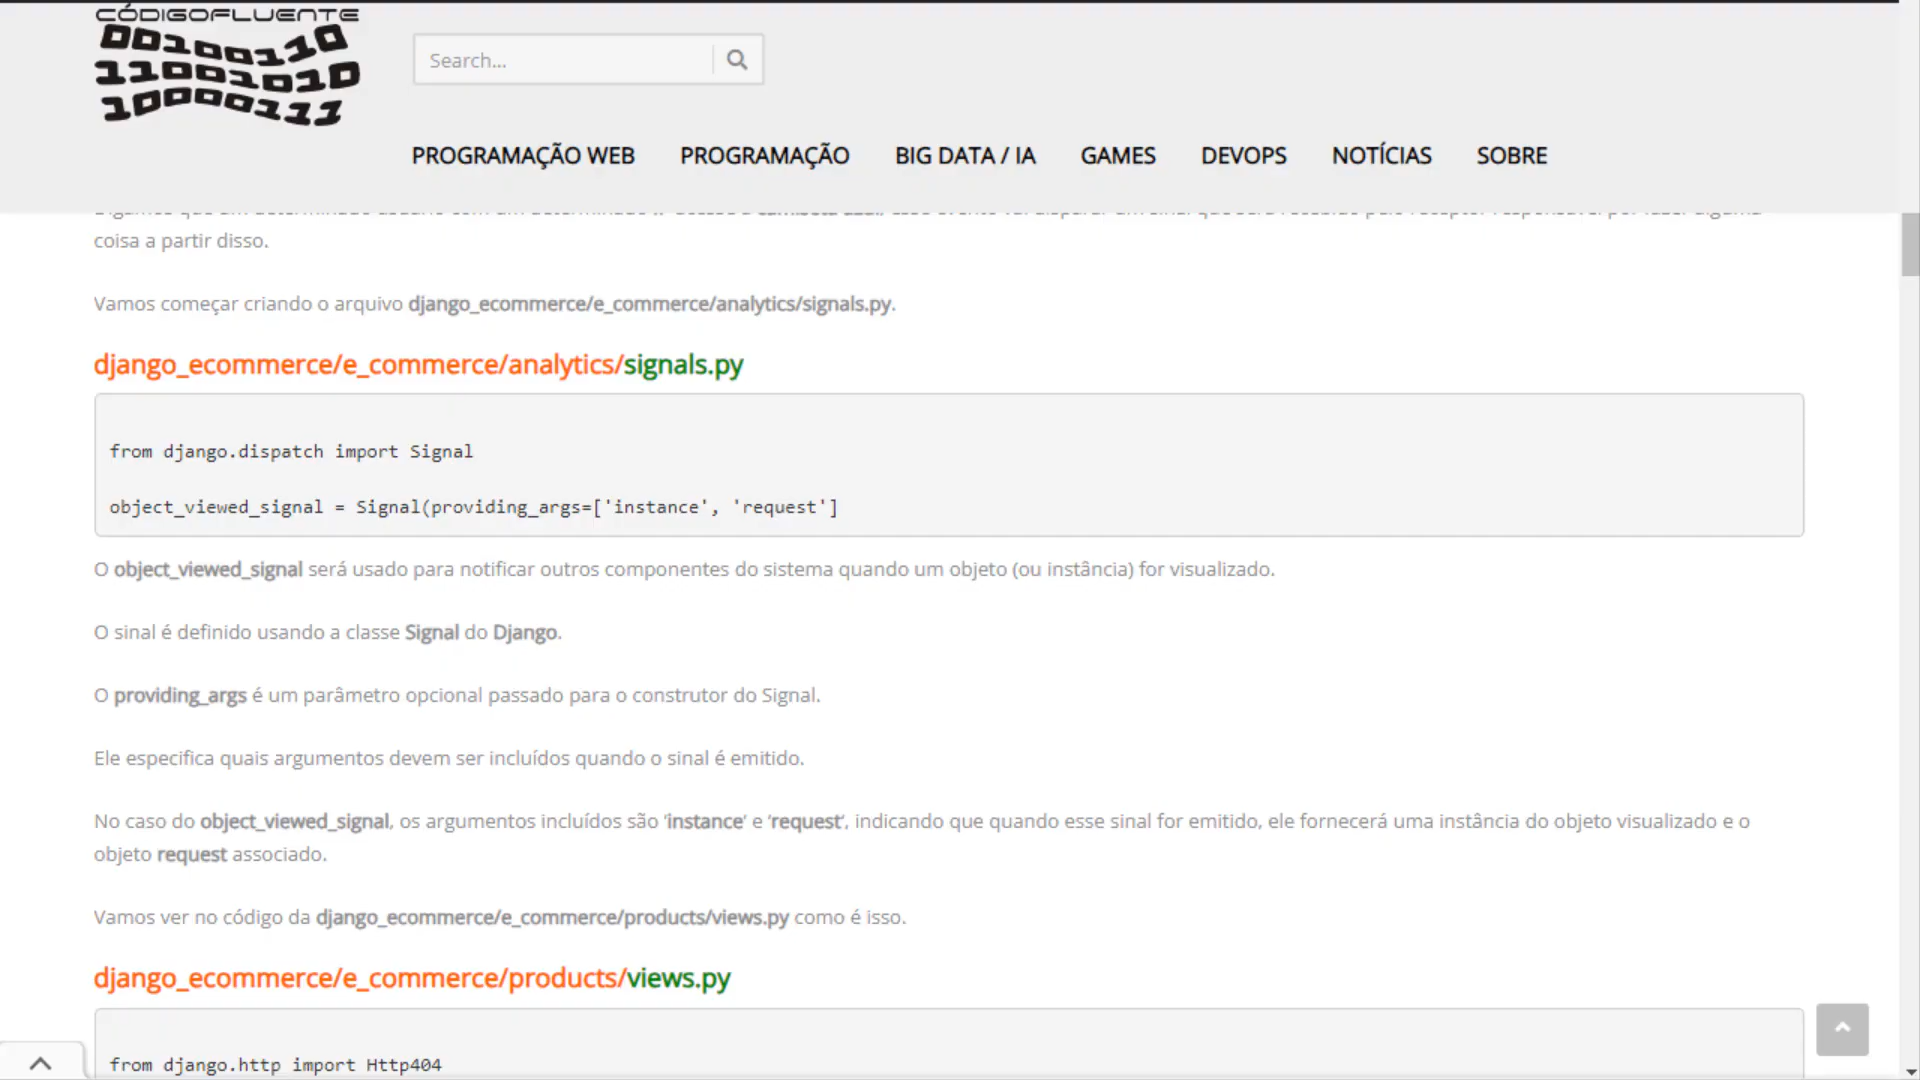 CÓDIGOFLUENTE
00100110
11001010
10000111
Search...
PROGRAMAÇÃO WEB PROGRAMAÇÃO BIG DATA / IA GAMES DEVOPS NOTÍCIAS SOBRE
coisa a partir disso.
Vamos começar criando o arquivo django_ecommerce/e_commerce/analytics/signals.py.
django_ecommerce/e_commerce/analytics/signals.py
from django.dispatch import Signal
object_viewed_signal = Signal(providing_args=['instance', 'request']
O object_viewed_signal será usado para notificar outros componentes do sistema quando um objeto (ou instância) for visualizado.
O sinal é definido usando a classe Signal do Django.
O providing_args é um parâmetro opcional passado para o construtor do Signal.
Ele especifica quais argumentos devem ser incluídos quando o sinal é emitido.
No caso do object_viewed_signal, os argumentos incluídos são 'instance' e 'request', indicando que quando esse sinal for emitido, ele fornecerá uma instância do objeto visualizado e o
objeto request associado.
Vamos ver no código da django_ecommerce/e_commerce/products/views.py como é isso.
django_ecommerce/e_commerce/products/views.py
from django.http import Http404